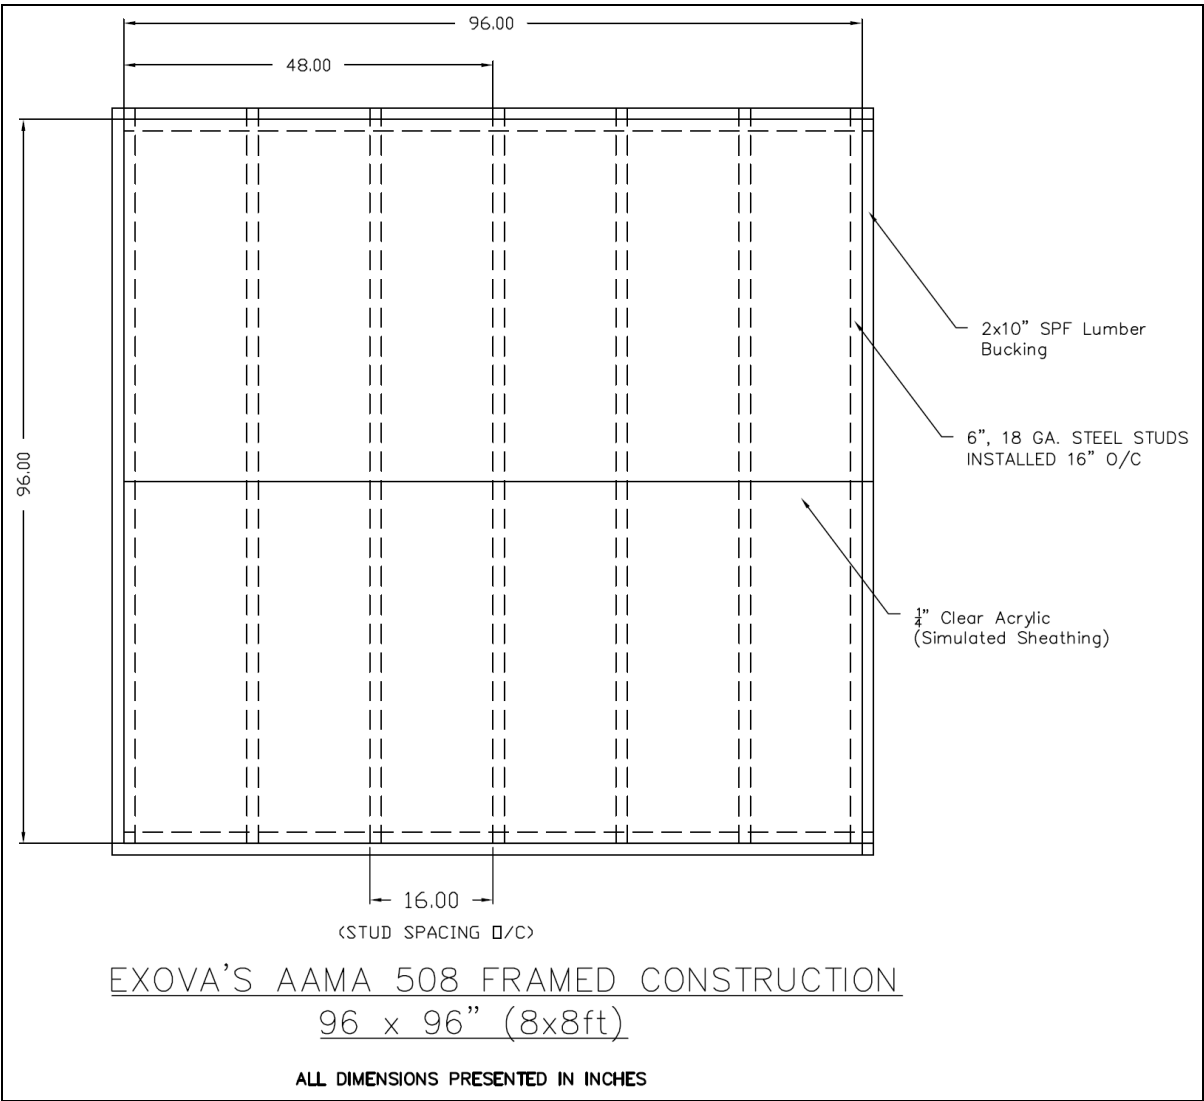 96.00
48.00
96.00
2x10" SPF Lumber
Bucking
6", 18 GA. STEEL STUDS
INSTALLED 16" O/C
¼" Clear Acrylic
(Simulated Sheathing)
16.00
(STUD SPACING □/C)
EXOVA'S AAMA 508 FRAMED CONSTRUCTION
96 x 96" (8x8ft)
ALL DIMENSIONS PRESENTED IN INCHES